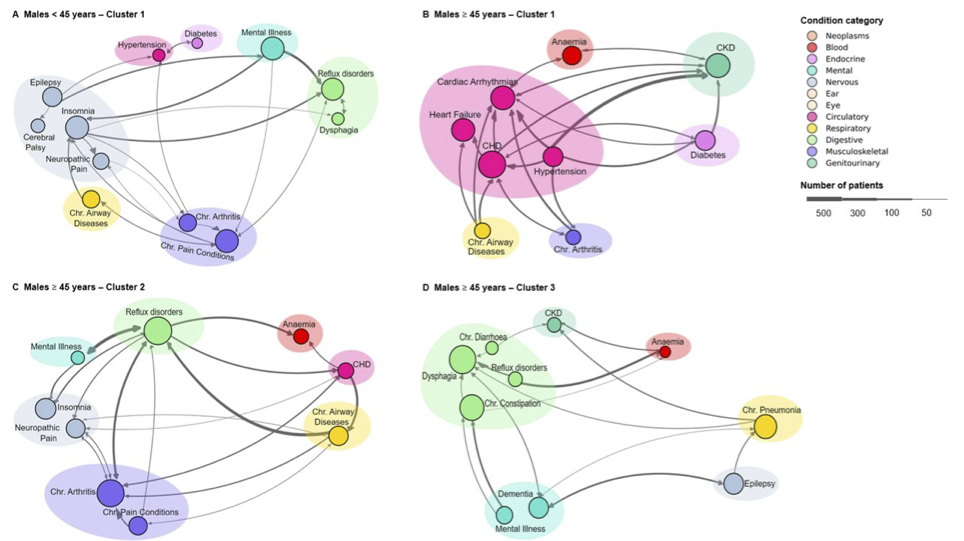 A Males < 45 years – Cluster 1
Hypertension
Diabetes
Mental Illness
Epilepsy
Reflux disorders
Insomnia
Cerebral
Palsy
Dysphagia
Neuropathic
Pain
Chr. Airway
Diseases
Chr. Arthritis
Chr. Pain Conditions
B Males ≥ 45 years – Cluster 1
Anaemia
CKD
Cardiac Arrhythmias
Heart Failure
CHD
Hypertension
Diabetes
Chr. Airway
Diseases
Chr. Arthritis
Condition category
Neoplasms
Blood
Endocrine
Mental
Nervous
Ear
Eye
Circulatory
Respiratory
Digestive
Musculoskeletal
Genitourinary
Number of patients
500 300 100 50
C Males ≥ 45 years – Cluster 2
Reflux disorders
Anaemia
Mental Illness
CHD
Insomnia
Neuropathic
Pain
Chr. Airway
Diseases
Chr. Arthritis
Chr. Pain Conditions
D Males ≥ 45 years – Cluster 3
CKD
Chr. Diarrhoea
Anaemia
Dysphagia
Reflux disorders
Chr. Constipation
Chr. Pneumonia
Epilepsy
Dementia
Mental Illness